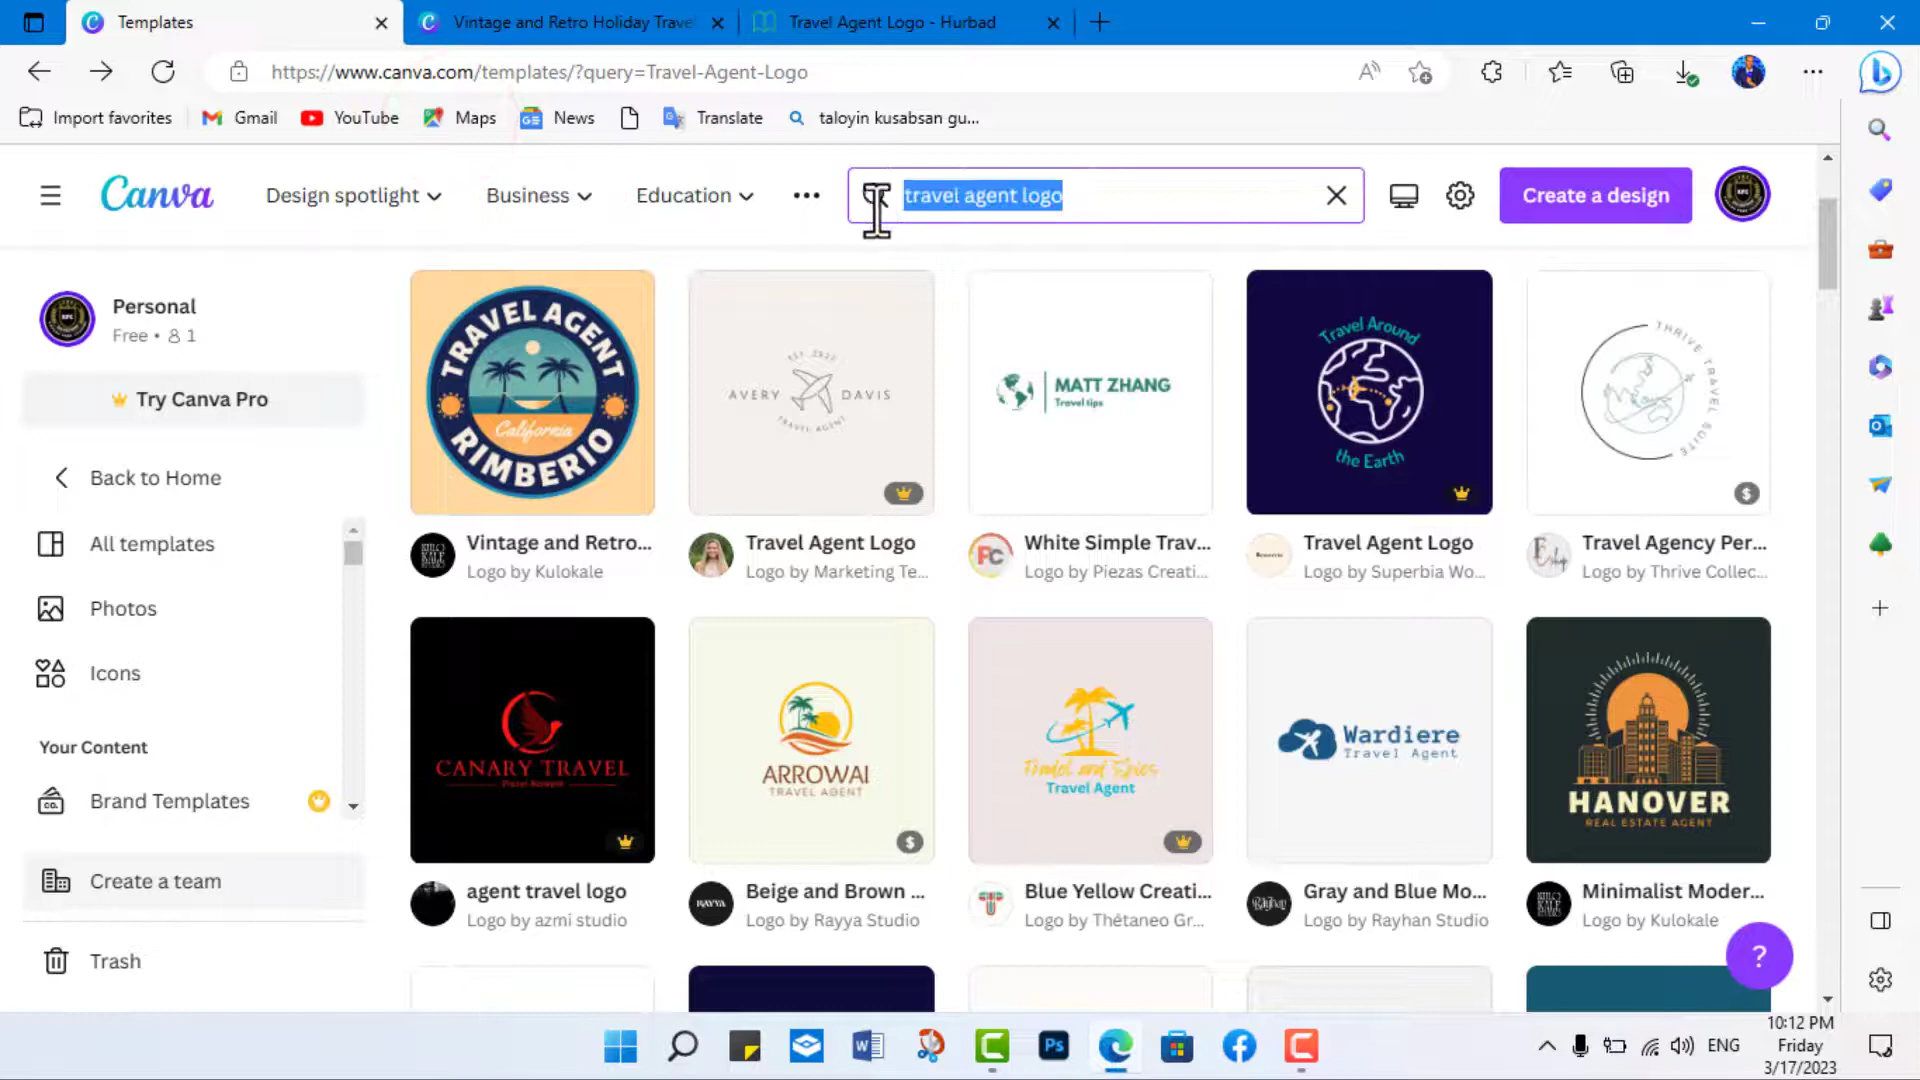 Templates
Vintage and Retro Holiday Trave
Travel Agent Logo - Hurbad
https://www.canva.com/templates/?query=Travel-Agent-Logo
Import favorites
Gmail
YouTube
Maps
News
Translate
taloyin kusabsan gu...
Canva
Design spotlight
Business
Education
travel agent logo
Create a design
Personal
Free • 1
Try Canva Pro
Back to Home
All templates
Photos
Icons
Your Content
Brand Templates
Create a team
Trash
TRAVEL AGENT
California
RIMBERIO
EST. 2022
AVERY DAVIS
TRAVEL AGENT
MATT ZHANG
Travel tips
Travel Around
the Earth
THRIVE TRAVEL SUITE
$
Vintage and Retro...
Logo by Kulokale
Travel Agent Logo
Logo by Marketing Te...
White Simple Trav...
Logo by Piezas Creati...
Travel Agent Logo
Logo by Superbia Wo...
Travel Agency Per...
Logo by Thrive Collec...
CANARY TRAVEL
ARROWAI
TRAVEL AGENT
$
Travel Agent
Wardiere
Travel Agent
HANOVER
REAL ESTATE AGENT
agent travel logo
Logo by azmi studio
Beige and Brown ...
Logo by Rayya Studio
Blue Yellow Creati...
Logo by Thétaneo Gr...
Gray and Blue Mo...
Logo by Rayhan Studio
Minimalist Moder...
Logo by Kulokale
?
Ps
ENG
10:12 PM
Friday
3/17/2023